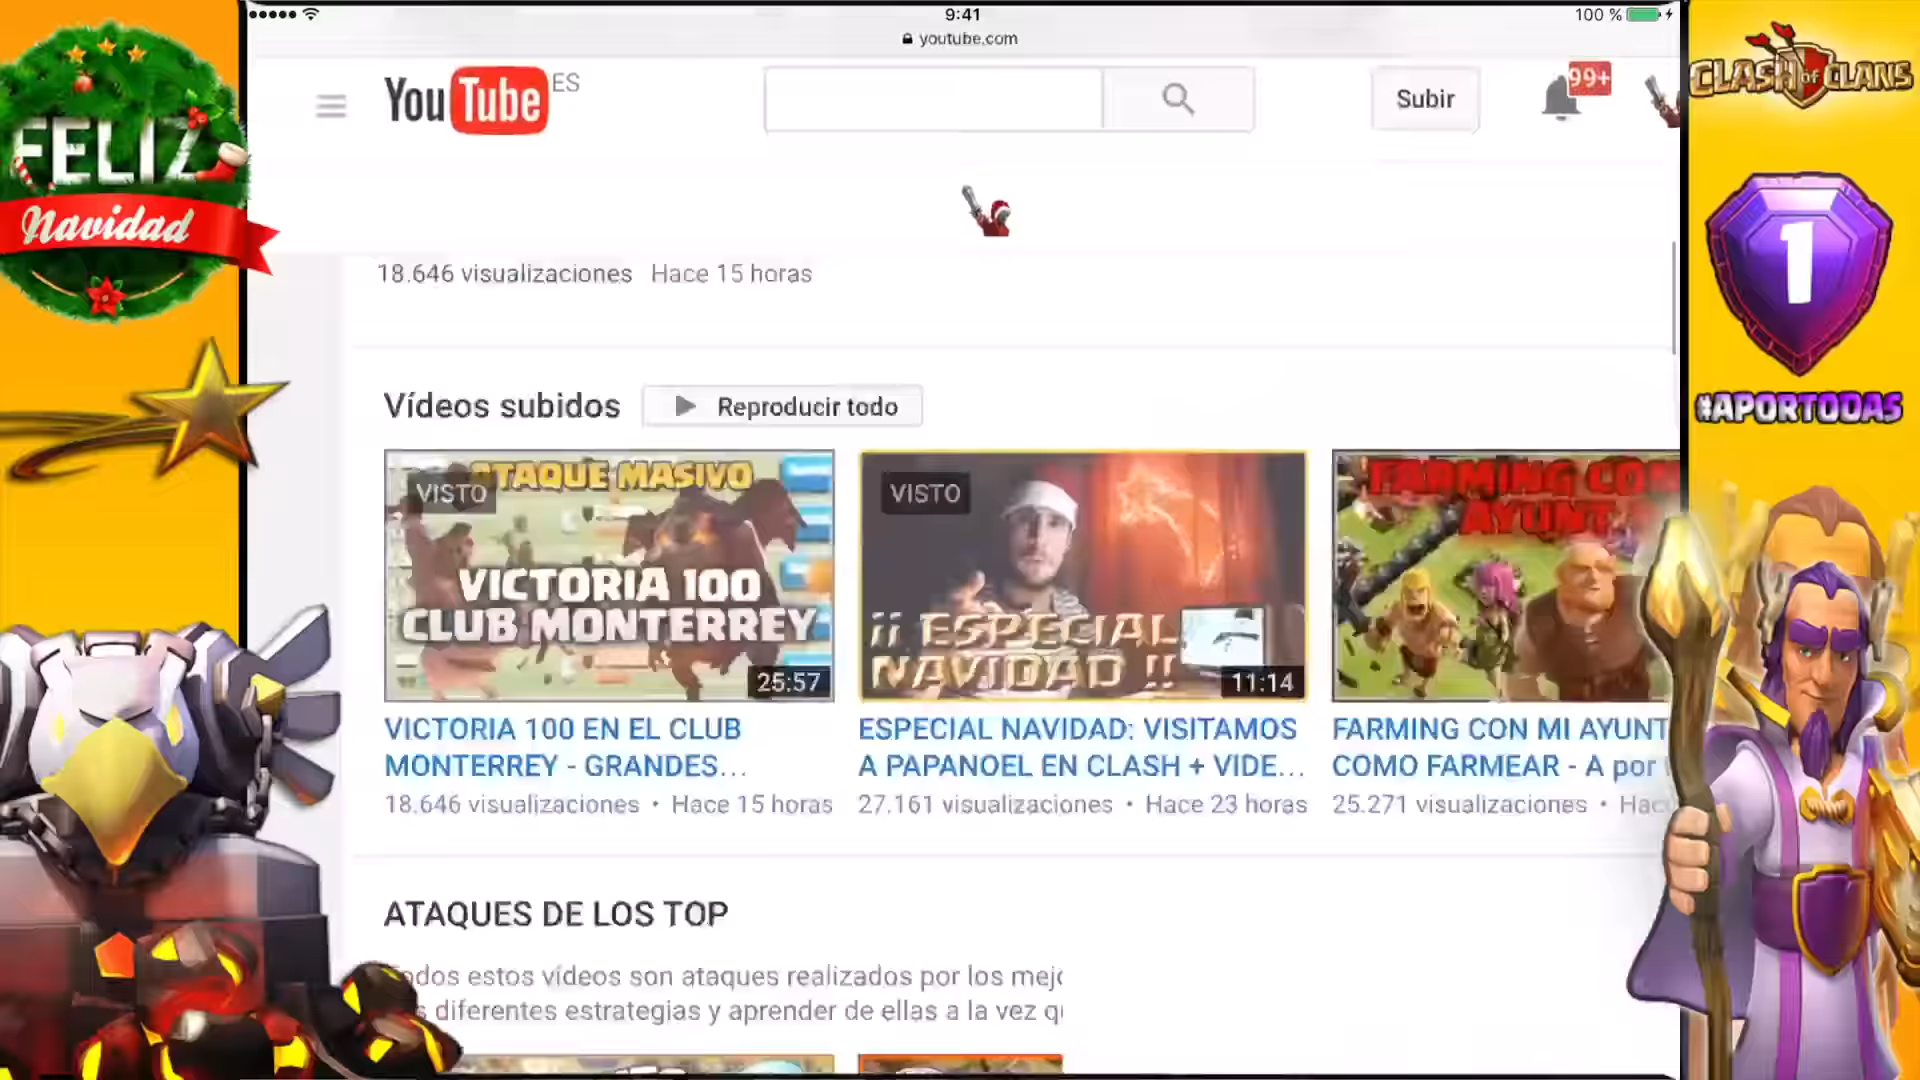 9:41
100 %
youtube.com
YouTube ES
Subir
99+
CLASH of CLANS
FELIZ
Navidad
18.646 visualizaciones Hace 15 horas
1
#APORTODAS
Vídeos subidos
Reproducir todo
VISTO
ATAQUE MASIVO
VICTORIA 100
CLUB MONTERREY
25:57
VISTO
¡¡ ESPECIAL
NAVIDAD !!
11:14
FARMING CON
AYUNT
VICTORIA 100 EN EL CLUB
MONTERREY - GRANDES...
18.646 visualizaciones • Hace 15 horas
ESPECIAL NAVIDAD: VISITAMOS
A PAPANOEL EN CLASH + VIDE...
27.161 visualizaciones • Hace 23 horas
FARMING CON MI AYUNT
COMO FARMEAR - A por
25.271 visualizaciones • Hac
ATAQUES DE LOS TOP
odos estos vídeos son ataques realizados por los mejo
s diferentes estrategias y aprender de ellas a la vez q